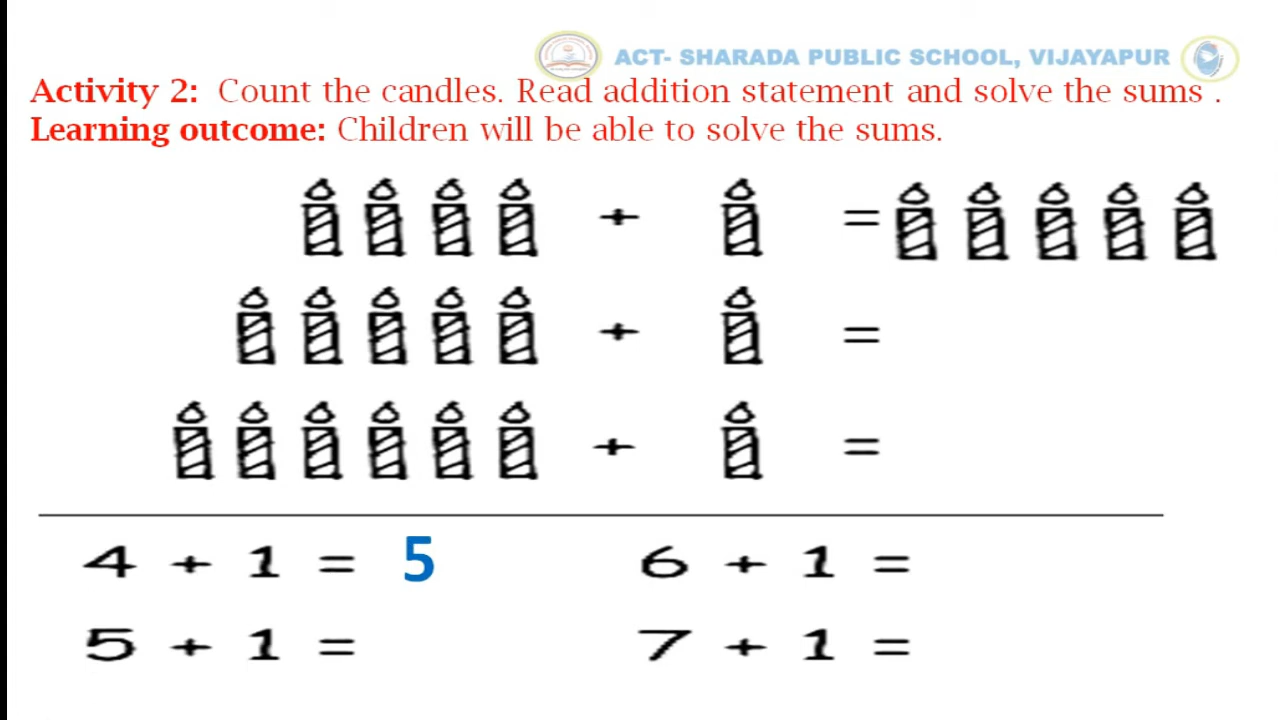 ACT- SHARADA PUBLIC SCHOOL, VIJAYAPUR
Activity 2: Count the candles. Read addition statement and solve the sums .
Learning outcome: Children will be able to solve the sums.
+ =
+ =
+ =
4 + 1 = 5 6 + 1 =
5 + 1 = 7 + 1 =